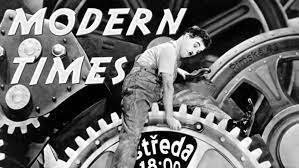 MODERN
TIMES
středa
18:00